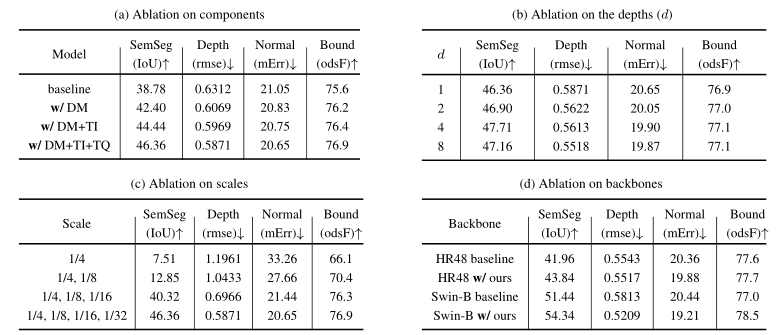 (a) Ablation on components
Model SemSeg (IoU)↑ Depth (rmse)↓ Normal (mErr)↓ Bound (odsF)↑
baseline 38.78 0.6312 21.05 75.6
w/ DM 42.40 0.6069 20.83 76.2
w/ DM+TI 44.44 0.5969 20.75 76.4
w/ DM+TI+TQ 46.36 0.5871 20.65 76.9
(b) Ablation on the depths (d)
d SemSeg (IoU)↑ Depth (rmse)↓ Normal (mErr)↓ Bound (odsF)↑
1 46.36 0.5871 20.65 76.9
2 46.90 0.5622 20.05 77.0
4 47.71 0.5613 19.90 77.1
8 47.16 0.5518 19.87 77.1
(c) Ablation on scales
Scale SemSeg (IoU)↑ Depth (rmse)↓ Normal (mErr)↓ Bound (odsF)↑
1/4 7.51 1.1961 33.26 66.1
1/4, 1/8 12.85 1.0433 27.66 70.4
1/4, 1/8, 1/16 40.32 0.6966 21.44 76.3
1/4, 1/8, 1/16, 1/32 46.36 0.5871 20.65 76.9
(d) Ablation on backbones
Backbone SemSeg (IoU)↑ Depth (rmse)↓ Normal (mErr)↓ Bound (odsF)↑
HR48 baseline 41.96 0.5543 20.36 77.6
HR48 w/ ours 43.84 0.5517 19.88 77.7
Swin-B baseline 51.44 0.5813 20.44 77.0
Swin-B w/ ours 54.34 0.5209 19.21 78.5